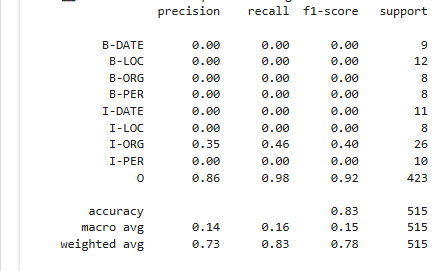 precision recall f1-score support
B-DATE 0.00 0.00 0.00 9
B-LOC 0.00 0.00 0.00 12
B-ORG 0.00 0.00 0.00 8
B-PER 0.00 0.00 0.00 8
I-DATE 0.00 0.00 0.00 11
I-LOC 0.00 0.00 0.00 8
I-ORG 0.35 0.46 0.40 26
I-PER 0.00 0.00 0.00 10
O 0.86 0.98 0.92 423
accuracy 0.83 515
macro avg 0.14 0.16 0.15 515
weighted avg 0.73 0.83 0.78 515